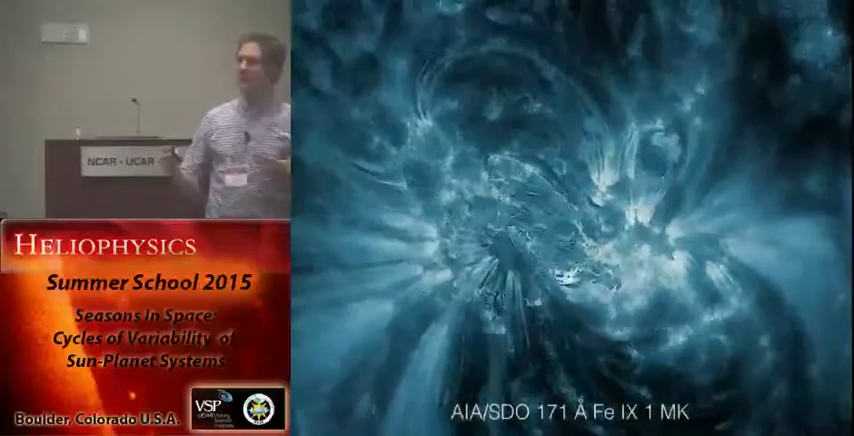 NCAR - UCAR
HELIOPHYSICS
Summer School 2015
Seasons In Space:
Cycles of Variability of
Sun-Planet Systems
VSP
Boulder, Colorado U.S.A.
AIA/SDO 171 Å Fe IX 1 MK